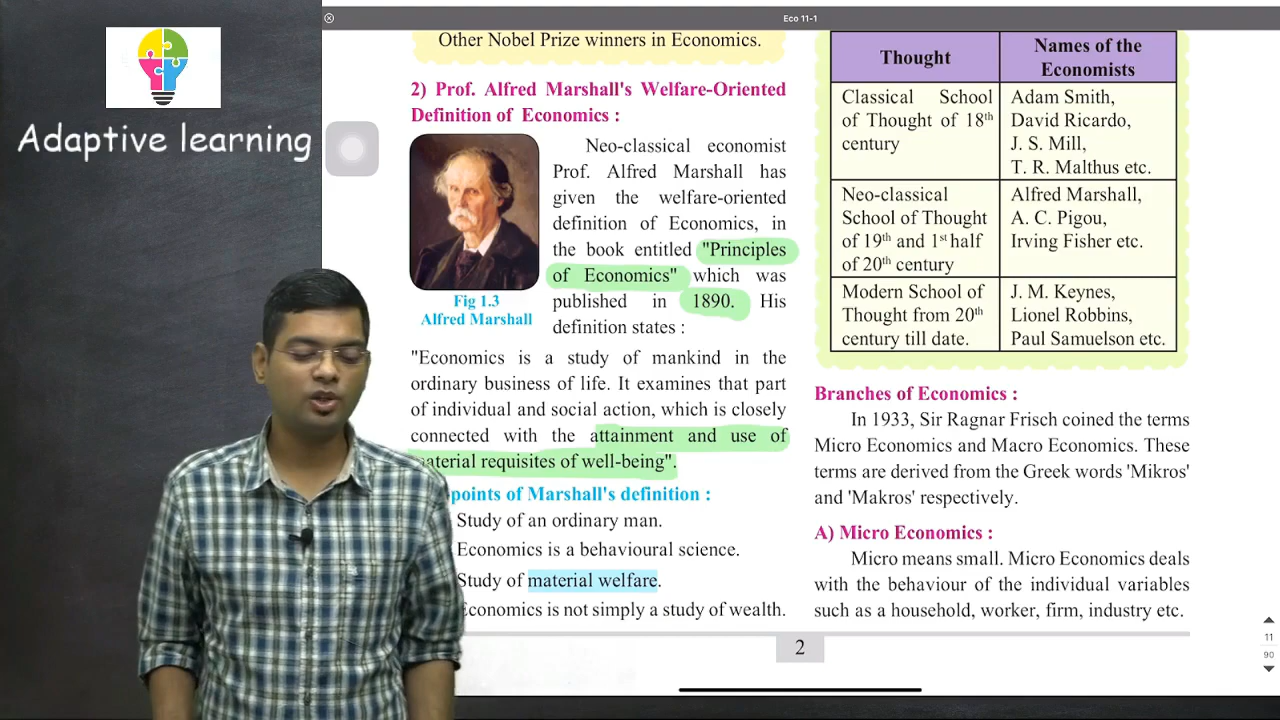 Eco 11-1
Adaptive learning
Other Nobel Prize winners in Economics.
2) Prof. Alfred Marshall's Welfare-Oriented
Definition of Economics :
Neo-classical economist
Prof. Alfred Marshall has
given the welfare-oriented
definition of Economics, in
the book entitled "Principles
of Economics" which was
published in 1890. His
definition states :
Fig 1.3
Alfred Marshall
"Economics is a study of mankind in the
ordinary business of life. It examines that part
of individual and social action, which is closely
connected with the attainment and use of
material requisites of well-being".
points of Marshall's definition :
Study of an ordinary man.
Economics is a behavioural science.
Study of material welfare.
Economics is not simply a study of wealth.
Thought
Names of the
Economists
Classical School
of Thought of 18th
century
Adam Smith,
David Ricardo,
J. S. Mill,
T. R. Malthus etc.
Neo-classical
School of Thought
of 19th and 1st half
of 20th century
Alfred Marshall,
A. C. Pigou,
Irving Fisher etc.
Modern School of
Thought from 20th
century till date.
J. M. Keynes,
Lionel Robbins,
Paul Samuelson etc.
Branches of Economics :
In 1933, Sir Ragnar Frisch coined the terms
Micro Economics and Macro Economics. These
terms are derived from the Greek words 'Mikros'
and 'Makros' respectively.
A) Micro Economics :
Micro means small. Micro Economics deals
with the behaviour of the individual variables
such as a household, worker, firm, industry etc.
2
11
90